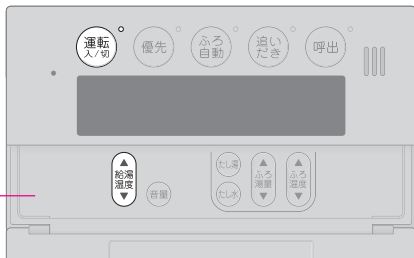 運転
入/切
優先
ふろ
自動
追い
だき
呼出
給湯
温度
音量
たし湯
たし水
ふろ
湯量
ふろ
温度